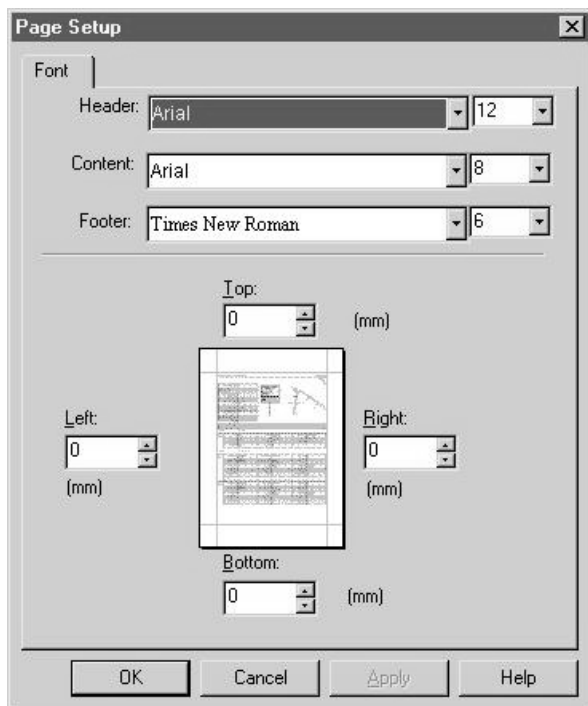 Page Setup
Font
Header: Arial 12
Content: Arial 8
Footer: Times New Roman 6
Top:
0 (mm)
Left: Right:
0 0
(mm) (mm)
Bottom:
0 (mm)
OK Cancel Apply Help